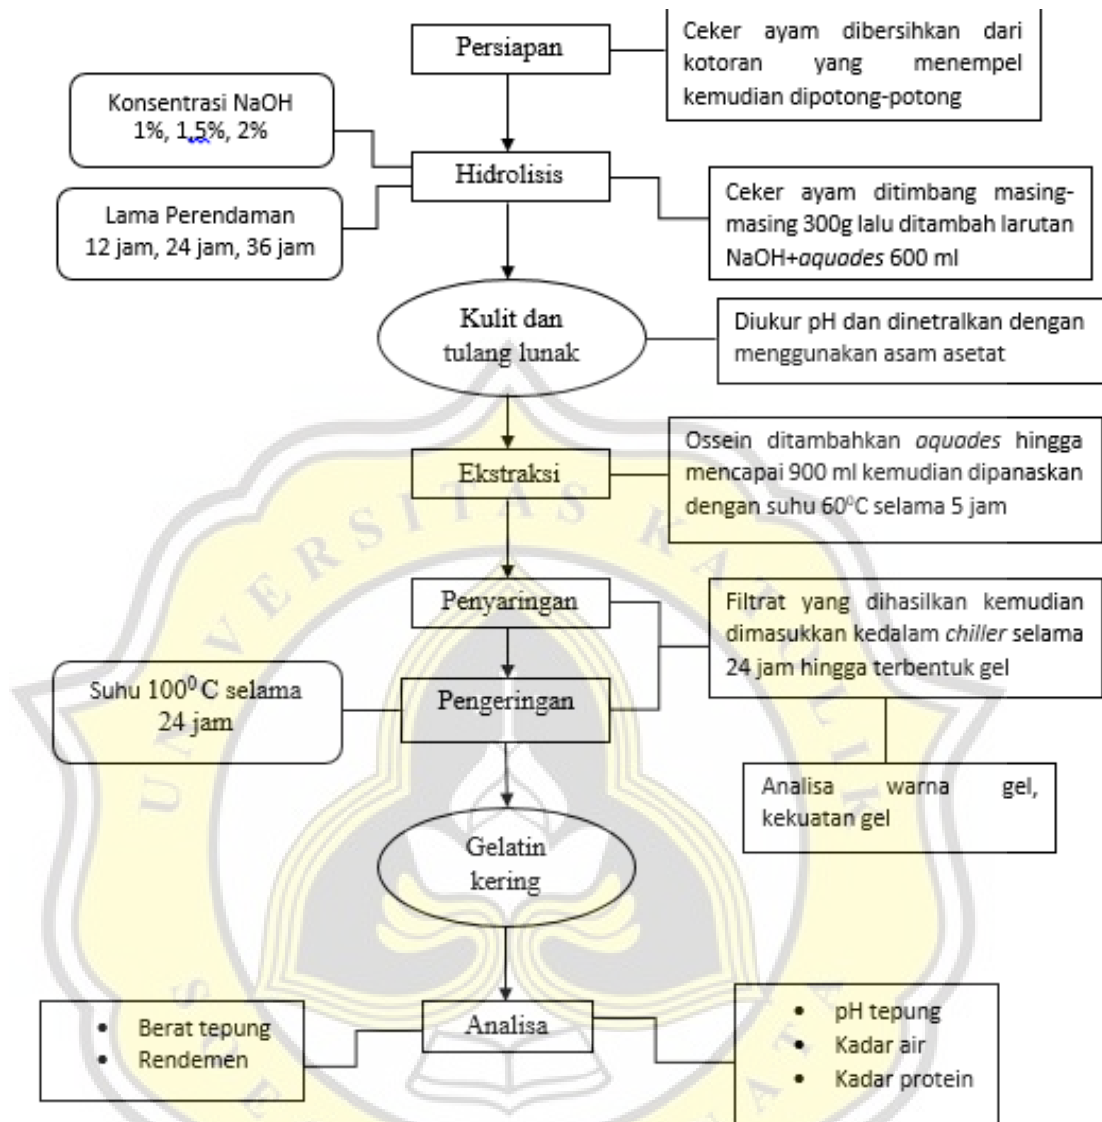 Persiapan
Ceker ayam dibersihkan dari
kotoran yang menempel
kemudian dipotong-potong
Konsentrasi NaOH
1%, 1,5%, 2%
Hidrolisis
Lama Perendaman
12 jam, 24 jam, 36 jam
Ceker ayam ditimbang masing-
masing 300g lalu ditambah larutan
NaOH+aquades 600 ml
Kulit dan
tulang lunak
Diukur pH dan dinetralkan dengan
menggunakan asam asetat
Ekstraksi
Ossein ditambahkan aquades hingga
mencapai 900 ml kemudian dipanaskan
dengan suhu 60⁰C selama 5 jam
Penyaringan
Filtrat yang dihasilkan kemudian
dimasukkan kedalam chiller selama
24 jam hingga terbentuk gel
Suhu 100⁰C selama
24 jam
Pengeringan
Analisa warna gel,
kekuatan gel
Gelatin
kering
Analisa
• Berat tepung
• Rendemen
• pH tepung
• Kadar air
• Kadar protein
UNIVERSITAS KATOLIK